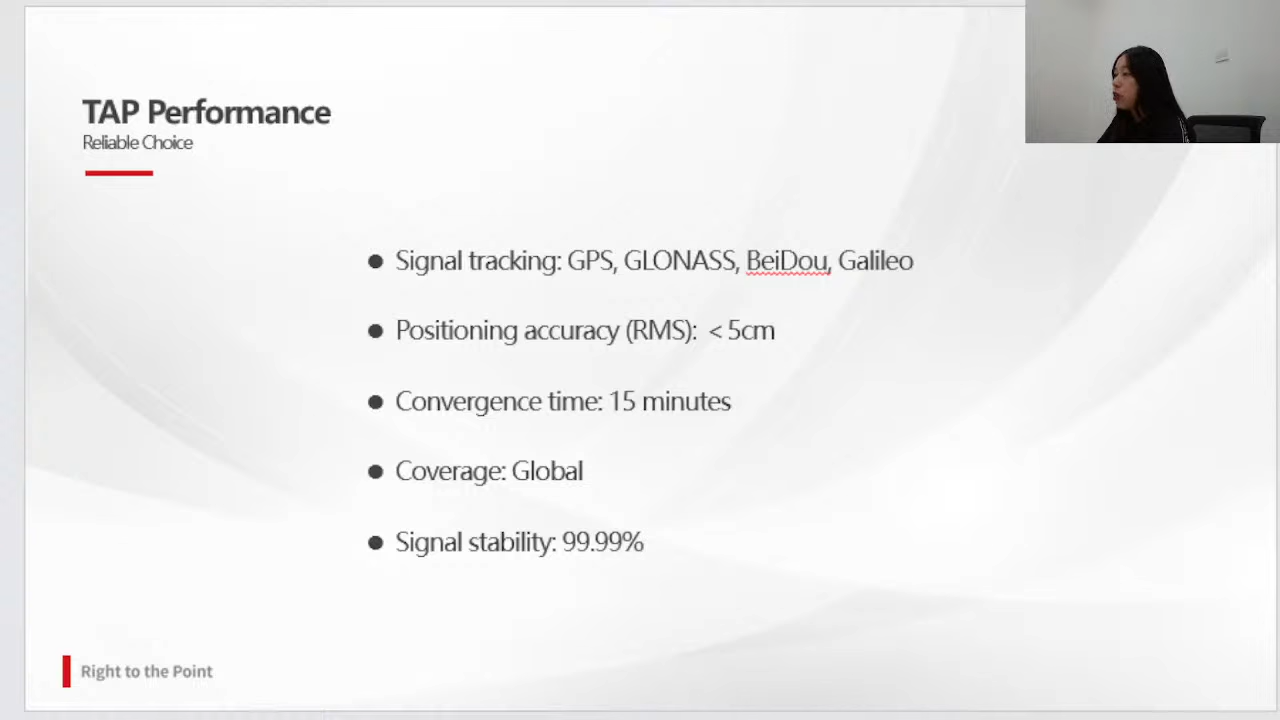 TAP Performance
Reliable Choice
● Signal tracking: GPS, GLONASS, BeiDou, Galileo
● Positioning accuracy (RMS): < 5cm
● Convergence time: 15 minutes
● Coverage: Global
● Signal stability: 99.99%
Right to the Point